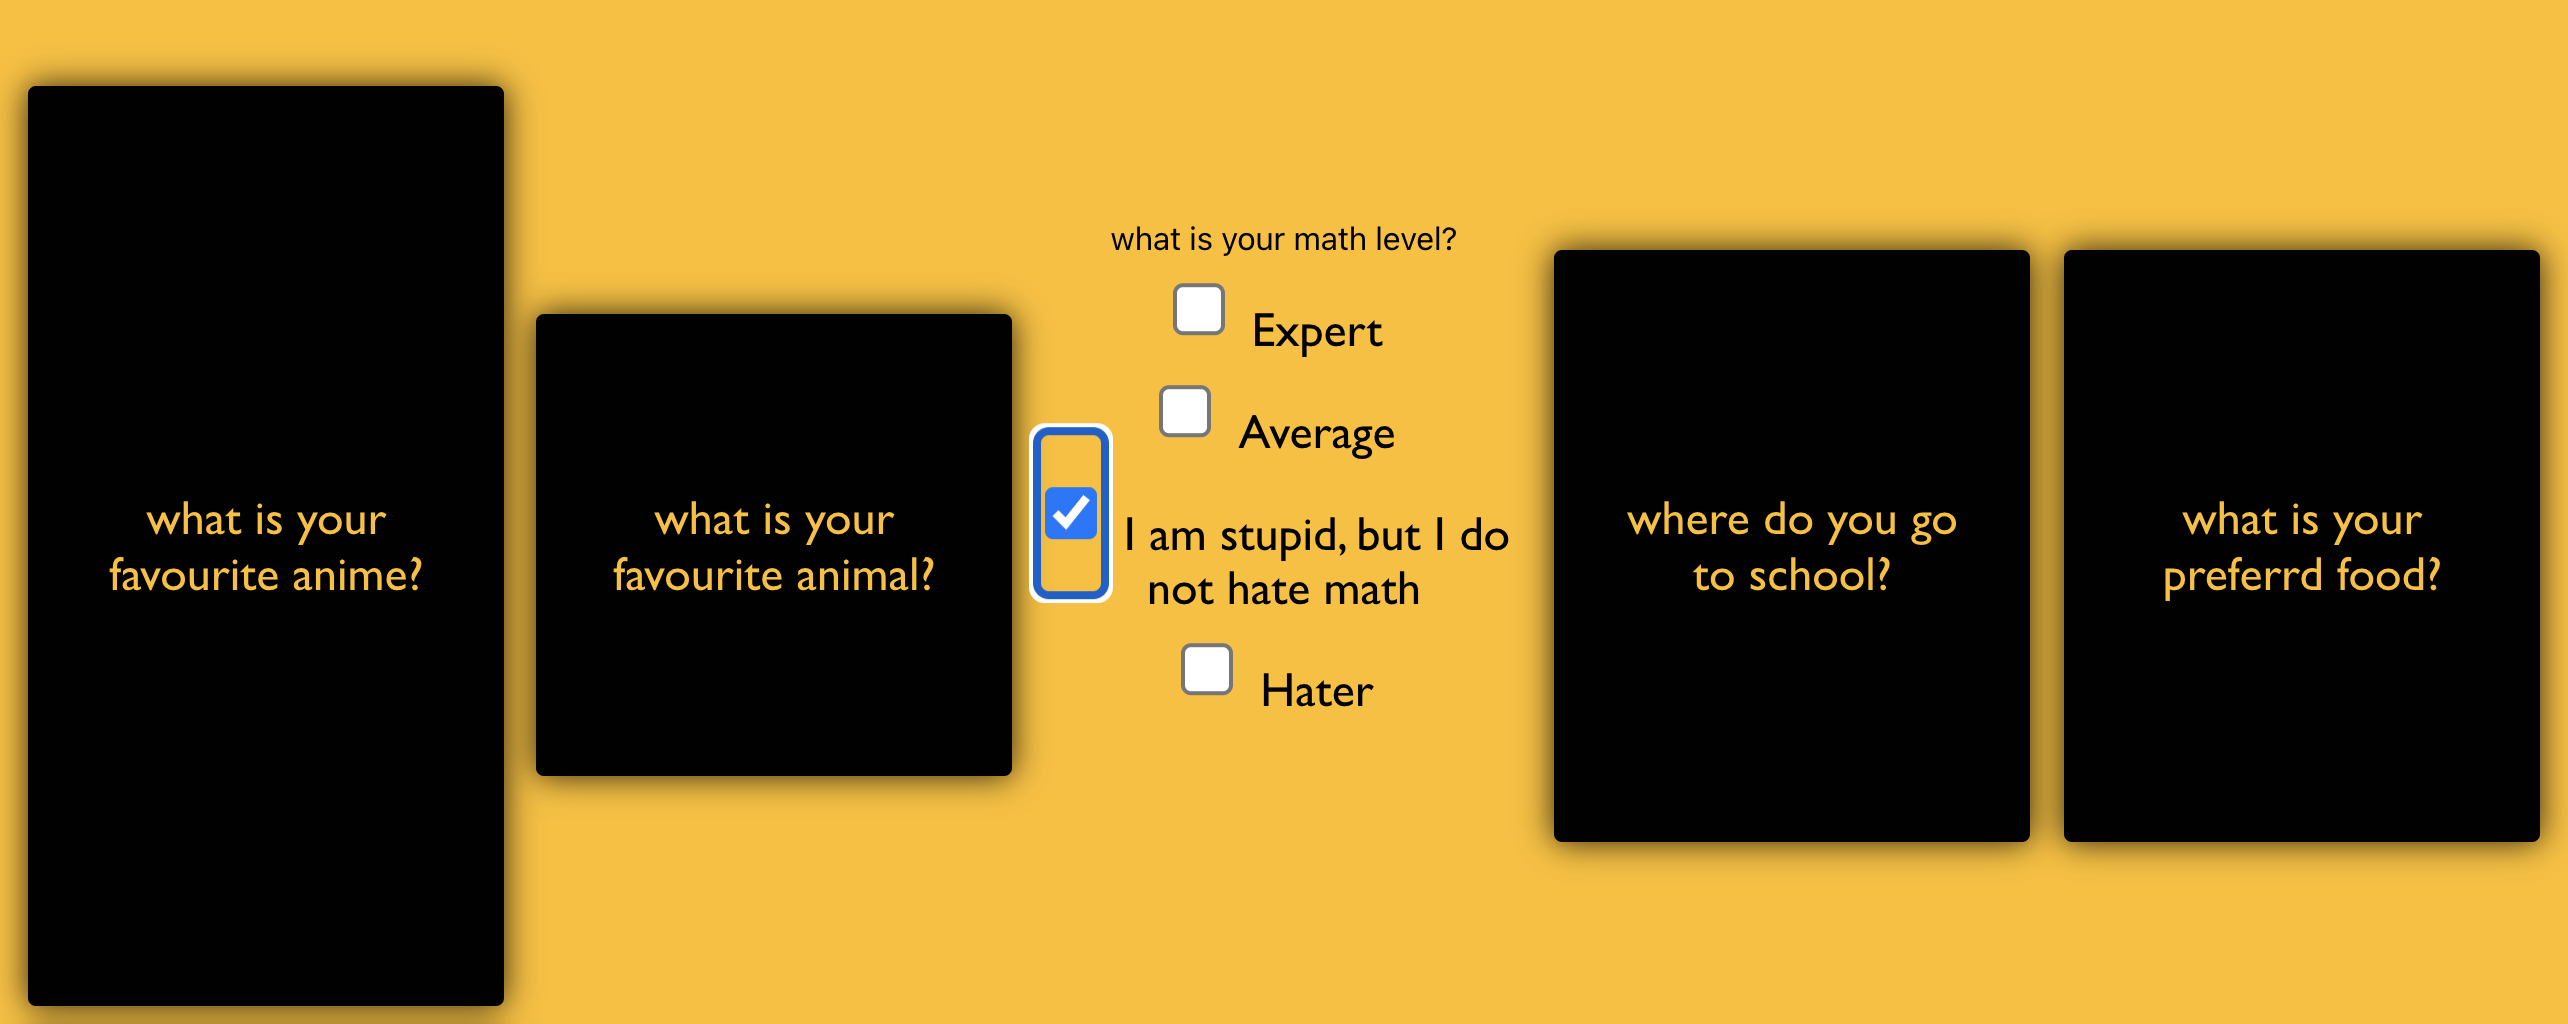 what is your
favourite anime?
what is your
favourite animal?
what is your math level?
Expert
Average
I am stupid, but I do
not hate math
Hater
where do you go
to school?
what is your
preferrd food?